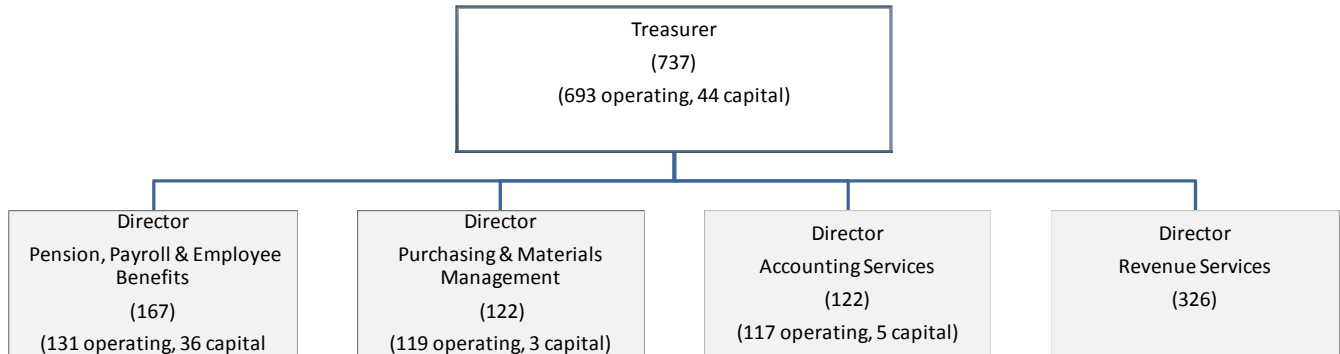 Treasurer
(737)
(693 operating, 44 capital)
Director
Pension, Payroll & Employee
Benefits
(167)
(131 operating, 36 capital
Director
Purchasing & Materials
Management
(122)
(119 operating, 3 capital)
Director
Accounting Services
(122)
(117 operating, 5 capital)
Director
Revenue Services
(326)